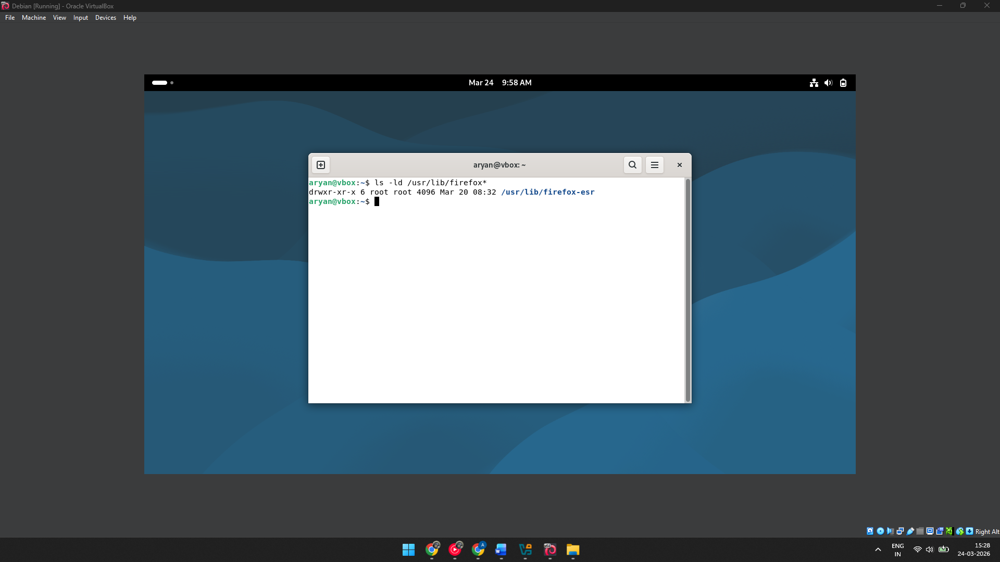 Debian [Running] - Oracle VirtualBox
File Machine View Input Devices Help
Mar 24 9:58 AM
aryan@vbox: ~
aryan@vbox:~$ ls -ld /usr/lib/firefox*
drwxr-xr-x 6 root root 4096 Mar 20 08:32 /usr/lib/firefox-esr
aryan@vbox:~$
Right Alt
ENG
IN
15:28
24-03-2026